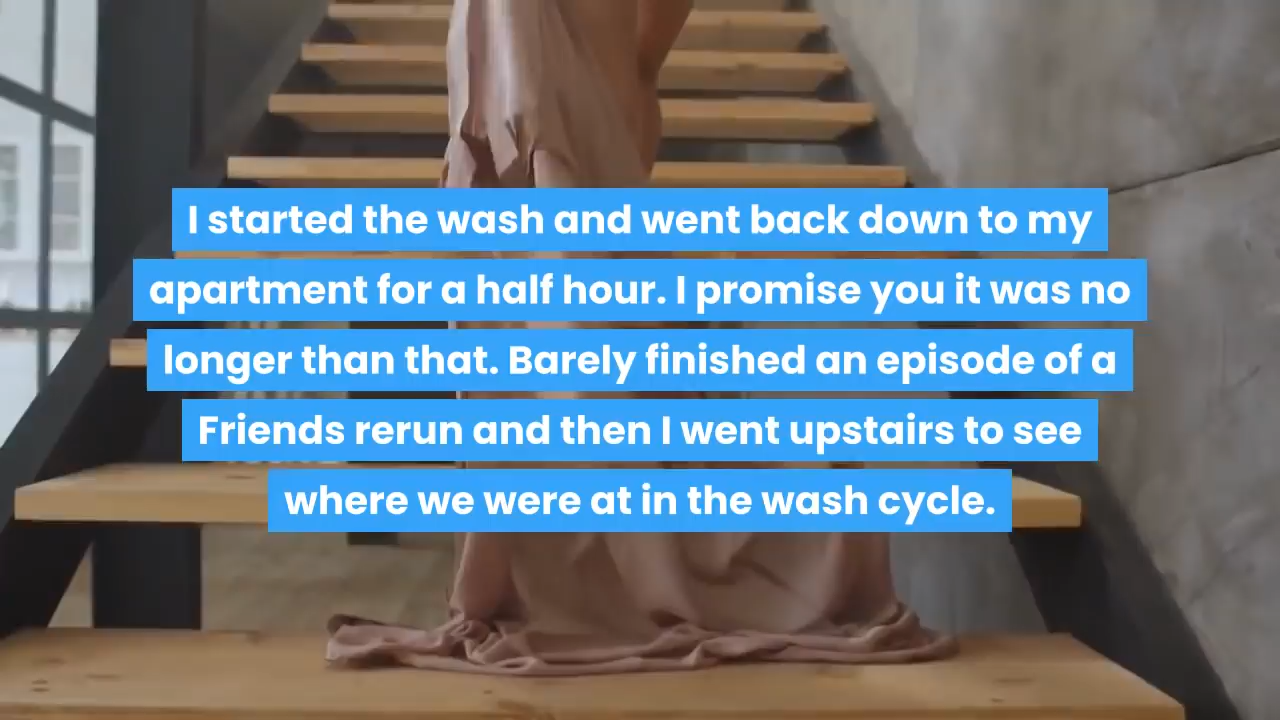 I started the wash and went back down to my
apartment for a half hour. I promise you it was no
longer than that. Barely finished an episode of a
Friends rerun and then I went upstairs to see
where we were at in the wash cycle.